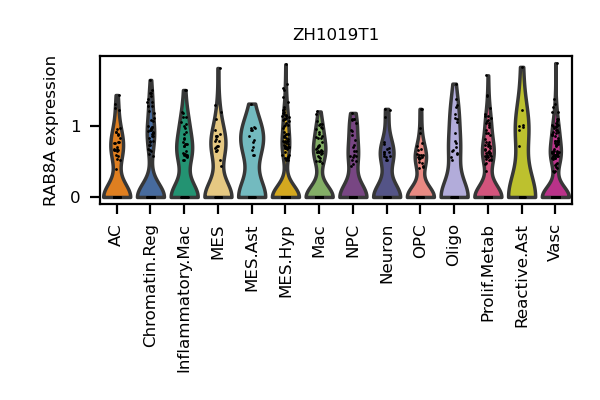 ZH1019T1
RAB8A expression
1
0
AC
Chromatin.Reg
Inflammatory.Mac
MES
MES.Ast
MES.Hyp
Mac
NPC
Neuron
OPC
Oligo
Prolif.Metab
Reactive.Ast
Vasc